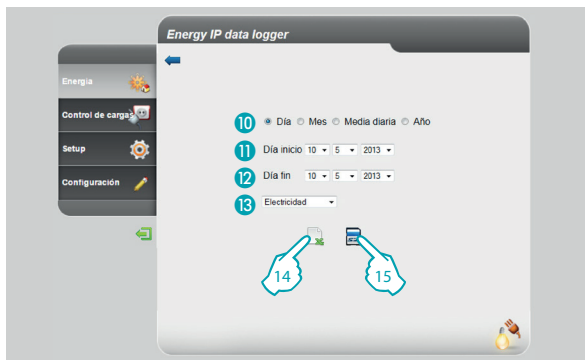 Energy IP data logger
Energía
Control de cargas
Setup
Configuración
10 Día Mes Media diaria Año
11 Día inicio 10 5 2013
12 Día fin 10 5 2013
13 Electricidad
14 15